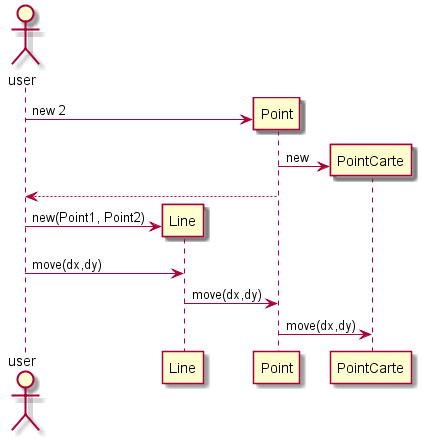 user
new 2
Point
new
PointCarte
new(Point1, Point2)
Line
move(dx,dy)
move(dx,dy)
move(dx,dy)
user
Line
Point
PointCarte